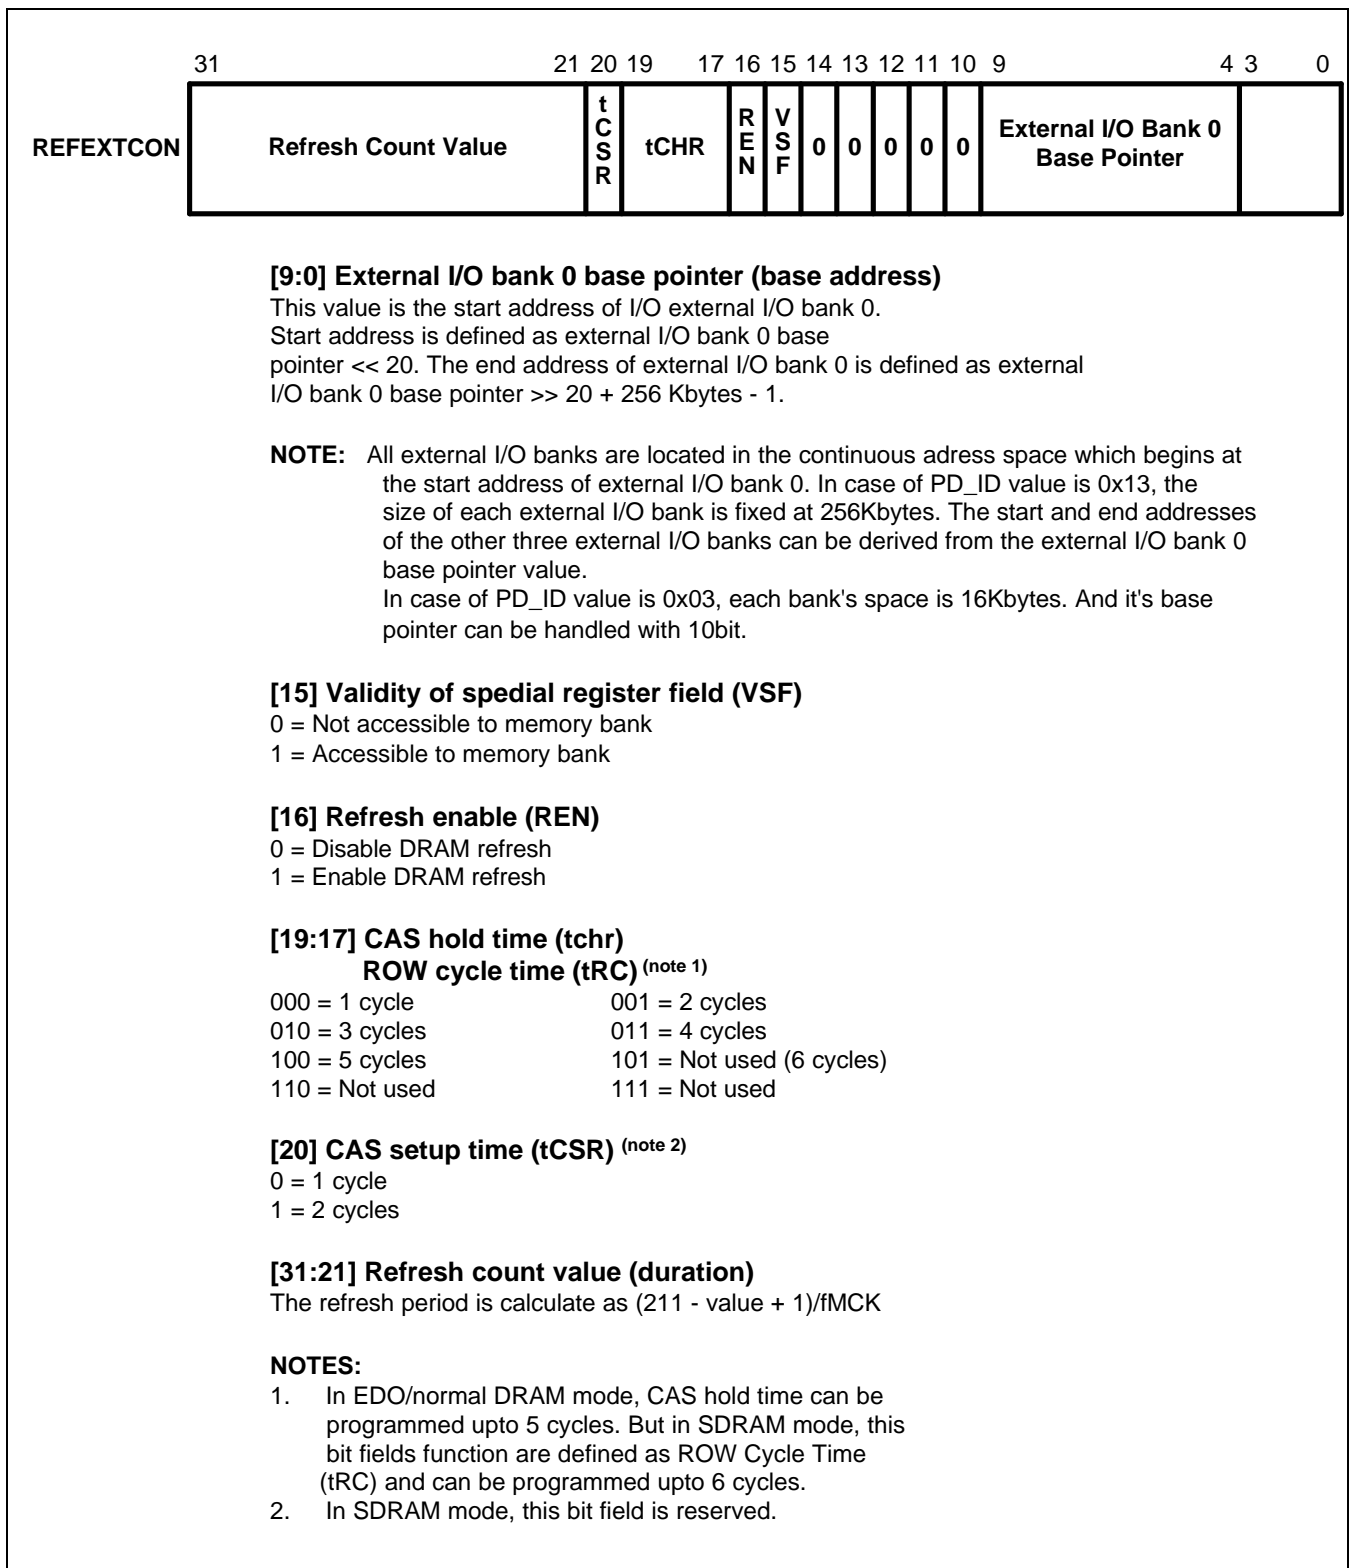 31 21 20 19 17 16 15 14 13 12 11 10 9 4 3 0
REFEXTCON Refresh Count Value tCSR tCHR REN VSF 0 0 0 0 0 External I/O Bank 0
Base Pointer
[9:0] External I/O bank 0 base pointer (base address)
This value is the start address of I/O external I/O bank 0.
Start address is defined as external I/O bank 0 base
pointer << 20. The end address of external I/O bank 0 is defined as external
I/O bank 0 base pointer >> 20 + 256 Kbytes - 1.
NOTE: All external I/O banks are located in the continuous adress space which begins at
the start address of external I/O bank 0. In case of PD_ID value is 0x13, the
size of each external I/O bank is fixed at 256Kbytes. The start and end addresses
of the other three external I/O banks can be derived from the external I/O bank 0
base pointer value.
In case of PD_ID value is 0x03, each bank's space is 16Kbytes. And it's base
pointer can be handled with 10bit.
[15] Validity of spedial register field (VSF)
0 = Not accessible to memory bank
1 = Accessible to memory bank
[16] Refresh enable (REN)
0 = Disable DRAM refresh
1 = Enable DRAM refresh
[19:17] CAS hold time (tchr)
ROW cycle time (tRC) (note 1)
000 = 1 cycle 001 = 2 cycles
010 = 3 cycles 011 = 4 cycles
100 = 5 cycles 101 = Not used (6 cycles)
110 = Not used 111 = Not used
[20] CAS setup time (tCSR) (note 2)
0 = 1 cycle
1 = 2 cycles
[31:21] Refresh count value (duration)
The refresh period is calculate as (211 - value + 1)/fMCK
NOTES:
1. In EDO/normal DRAM mode, CAS hold time can be
programmed upto 5 cycles. But in SDRAM mode, this
bit fields function are defined as ROW Cycle Time
(tRC) and can be programmed upto 6 cycles.
2. In SDRAM mode, this bit field is reserved.